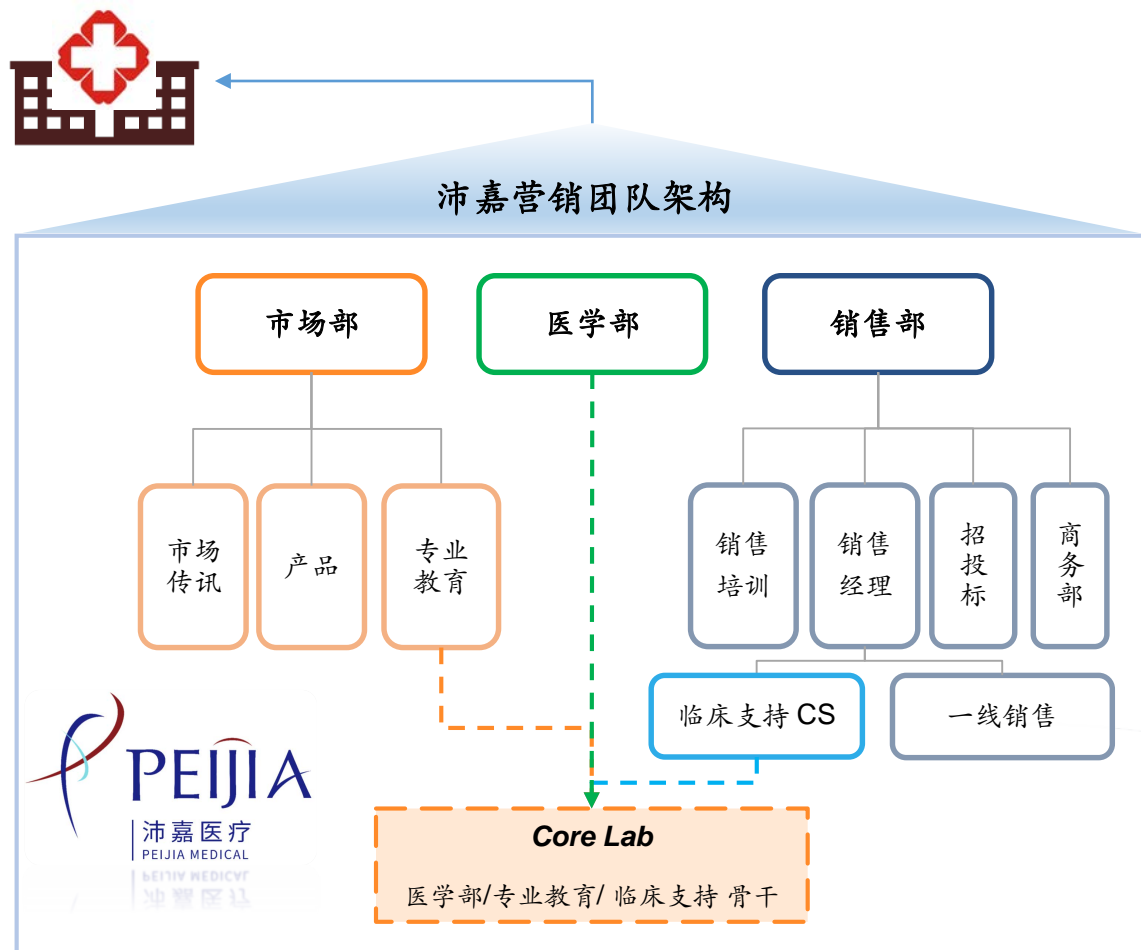 沛嘉营销团队架构
市场部
医学部
销售部
市场
传讯
产品
专业
教育
销售
培训
销售
经理
招
投
标
商
务
部
临床支持 CS
一线销售
PEIJIA
沛嘉医疗
PEIJIA MEDICAL
Core Lab
医学部/专业教育/ 临床支持 骨干